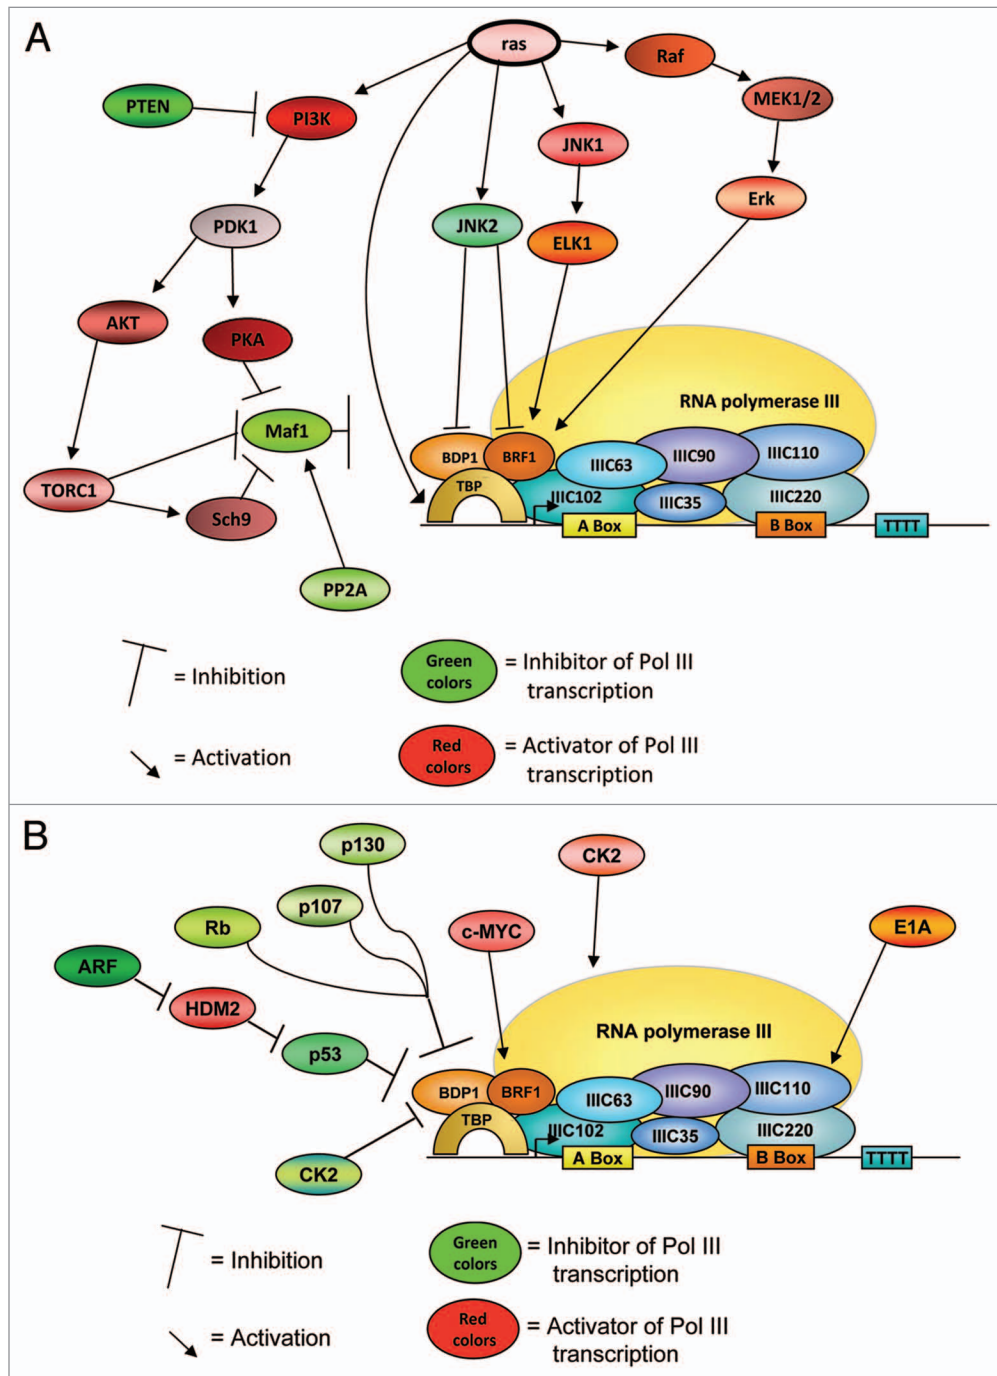 A
ras
Raf
MEK1/2
PTEN
PI3K
JNK1
Erk
PDK1
JNK2
ELK1
AKT
PKA
RNA polymerase III
Maf1
BDP1
BRF1
IIIC63
IIIC90
IIIC110
TORC1
Sch9
TBP
IIIC102
IIIC35
IIIC220
A Box
B Box
TTTT
PP2A
= Inhibition
Green
colors
= Inhibitor of Pol III
transcription
= Activation
Red
colors
= Activator of Pol III
transcription
B
p130
CK2
p107
Rb
c-MYC
E1A
ARF
HDM2
p53
RNA polymerase III
BDP1
BRF1
IIIC63
IIIC90
IIIC110
TBP
IIIC102
IIIC35
IIIC220
A Box
B Box
TTTT
CK2
= Inhibition
Green
colors
= Inhibitor of Pol III
transcription
= Activation
Red
colors
= Activator of Pol III
transcription